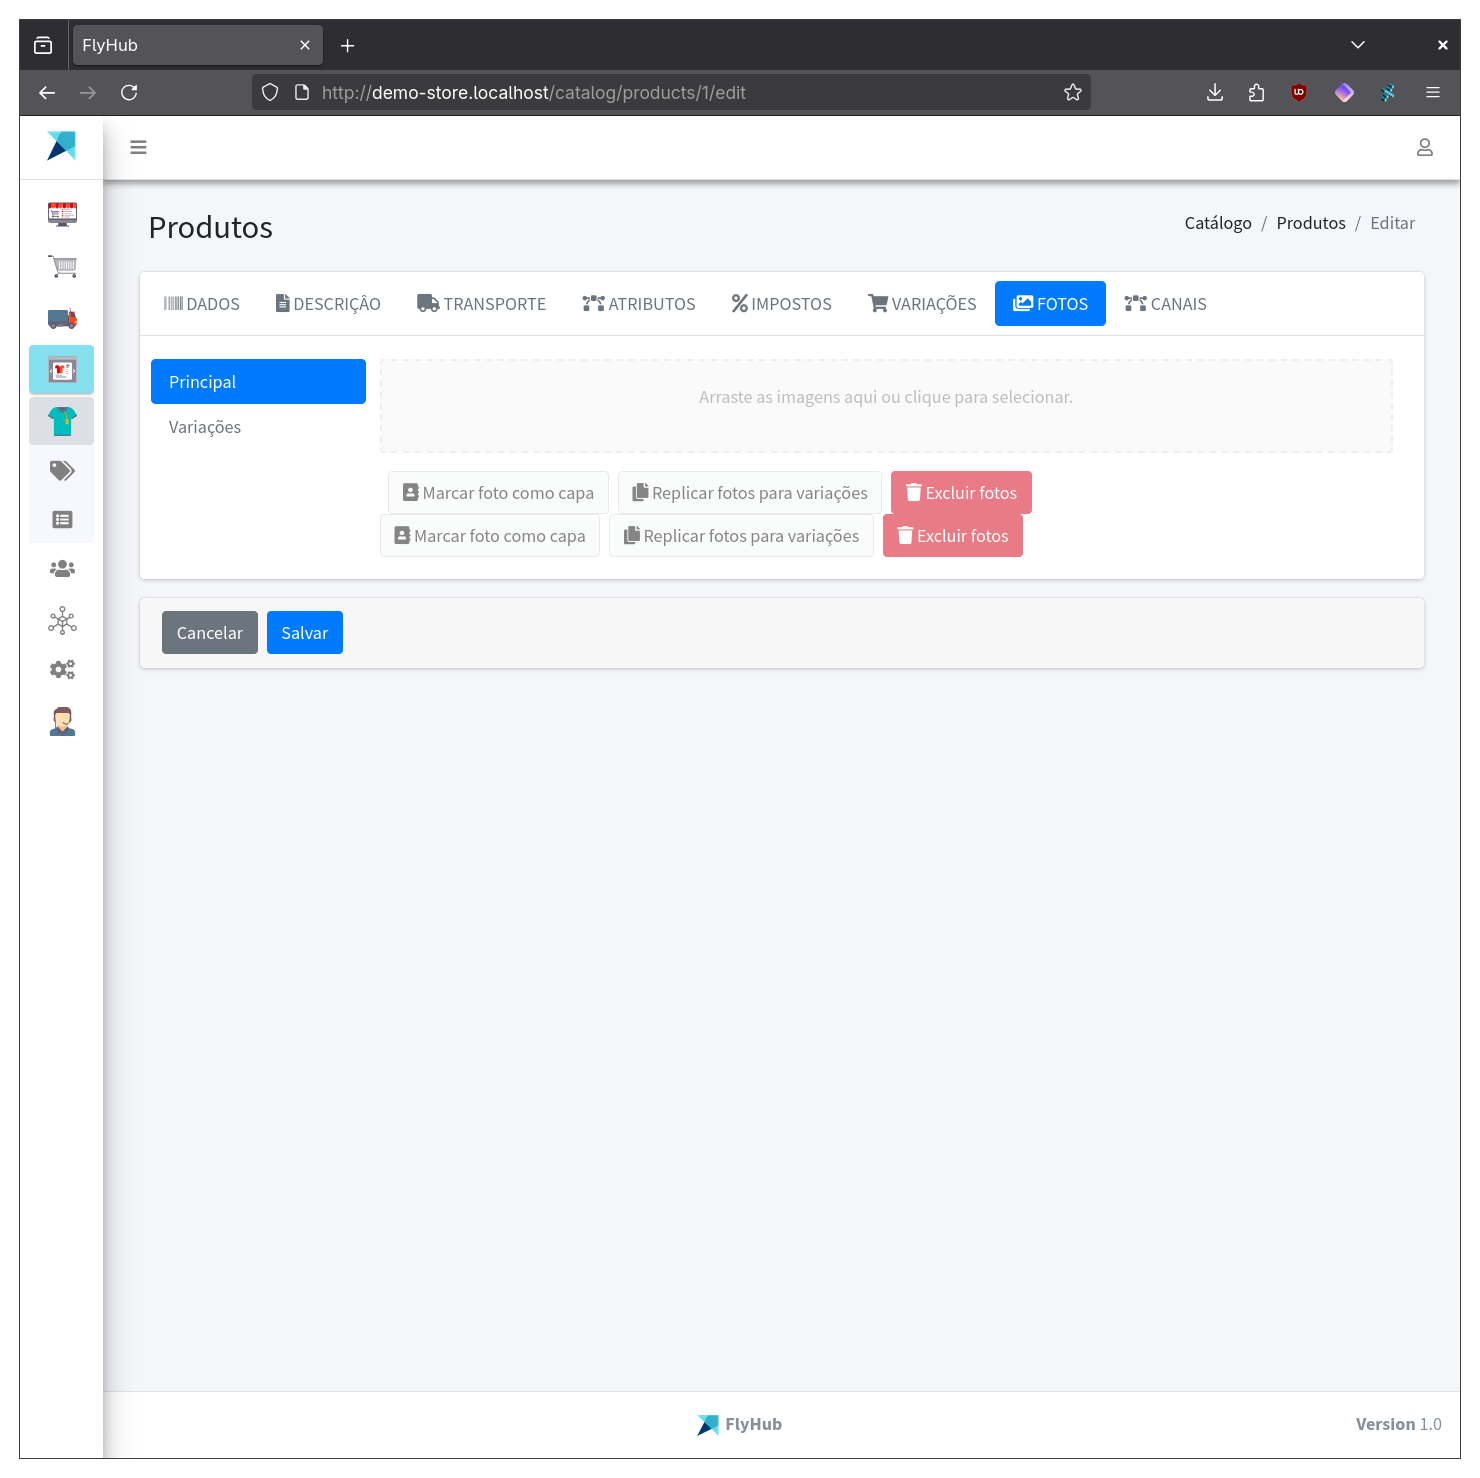 FlyHub
http://demo-store.localhost/catalog/products/1/edit
Produtos
Catálogo / Produtos / Editar
DADOS DESCRIÇÂO TRANSPORTE ATRIBUTOS IMPOSTOS VARIAÇÕES FOTOS CANAIS
Principal
Variações
Arraste as imagens aqui ou clique para selecionar.
Marcar foto como capa Replicar fotos para variações Excluir fotos
Marcar foto como capa Replicar fotos para variações Excluir fotos
Cancelar Salvar
FlyHub
Version 1.0